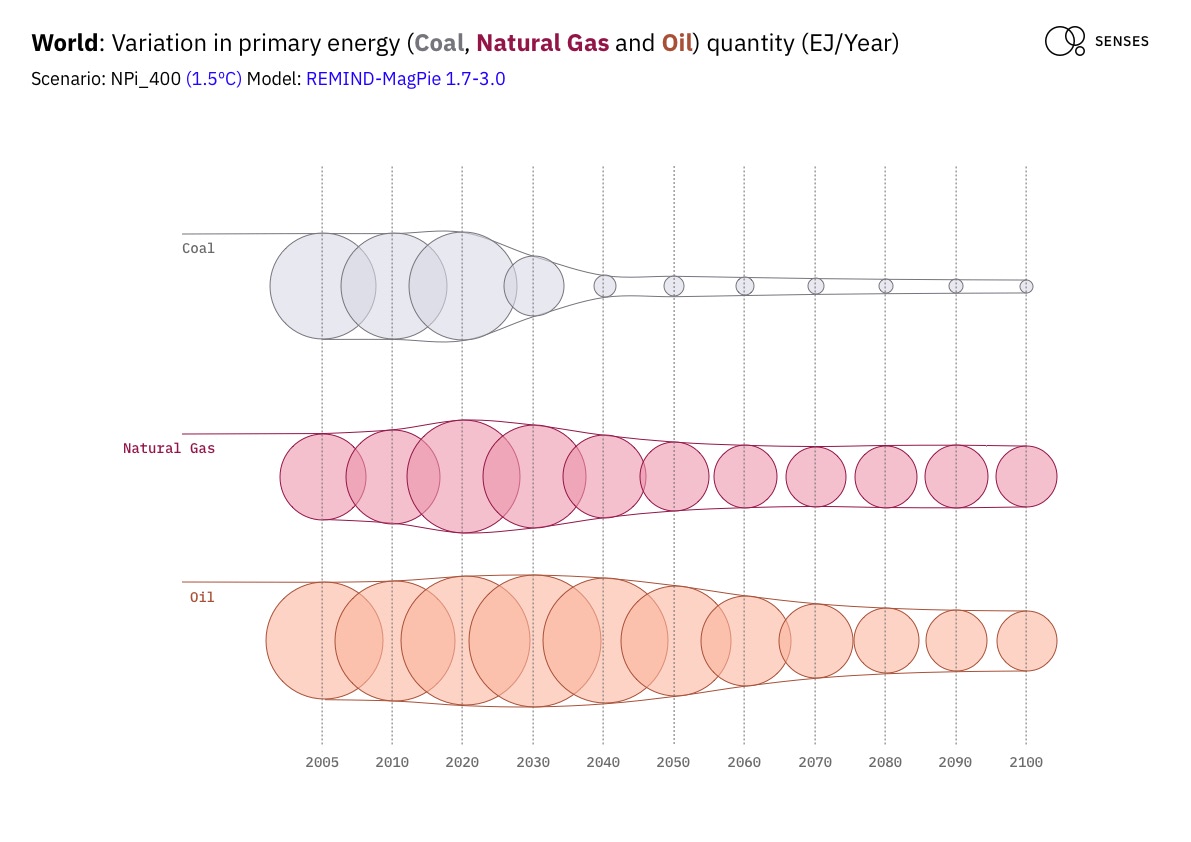 World: Variation in primary energy (Coal, Natural Gas and Oil) quantity (EJ/Year)
SENSES
Scenario: NPi_400 (1.5ºC) Model: REMIND-MagPie 1.7-3.0
Coal
Natural Gas
Oil
2005 2010 2020 2030 2040 2050 2060 2070 2080 2090 2100